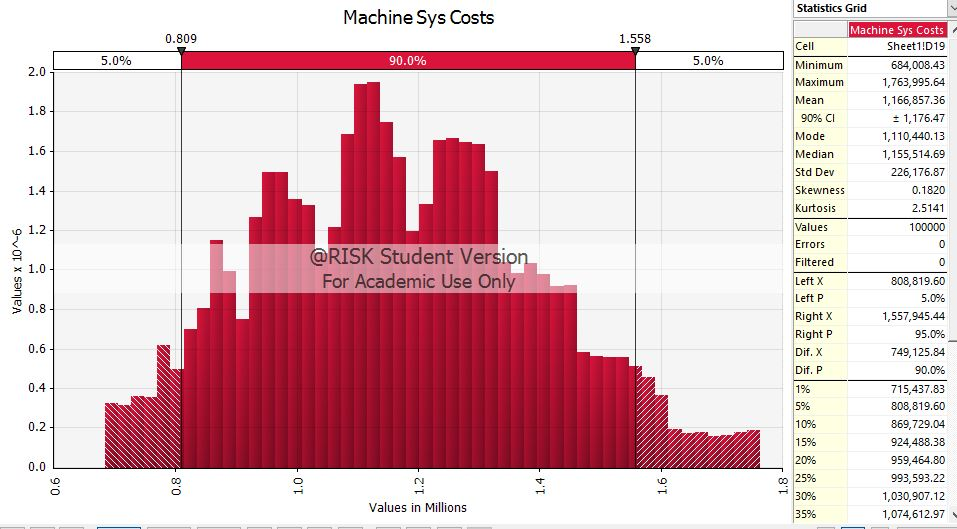 Machine Sys Costs
0.809 1.558
5.0% 90.0% 5.0%
2.0
1.8
1.6
1.4
1.2
1.0
0.8
0.6
0.4
0.2
0.0
Values x 10^-6
@RISK Student Version
For Academic Use Only
0.6 0.8 1.0 1.2 1.4 1.6 1.8
Values in Millions
Statistics Grid
Machine Sys Costs
Cell Sheet1!D19
Minimum 684,008.43
Maximum 1,763,995.64
Mean 1,166,857.36
90% CI ± 1,176.47
Mode 1,110,440.13
Median 1,155,514.69
Std Dev 226,176.87
Skewness 0.1820
Kurtosis 2.5141
Values 100000
Errors 0
Filtered 0
Left X 808,819.60
Left P 5.0%
Right X 1,557,945.44
Right P 95.0%
Dif. X 749,125.84
Dif. P 90.0%
1% 715,437.83
5% 808,819.60
10% 869,729.04
15% 924,488.38
20% 959,464.80
25% 993,593.22
30% 1,030,907.12
35% 1,074,612.97